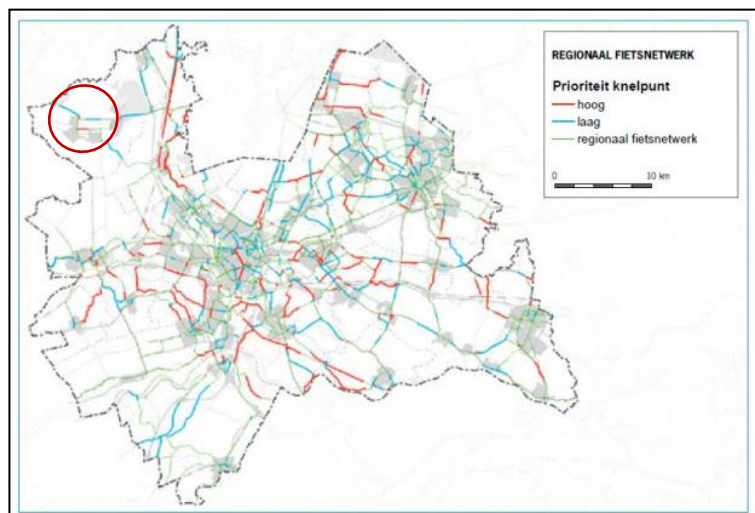 REGIONAAL FIETSNETWERK
Prioriteit knelpunt
hoog
laag
regionaal fietsnetwerk
0 10 km